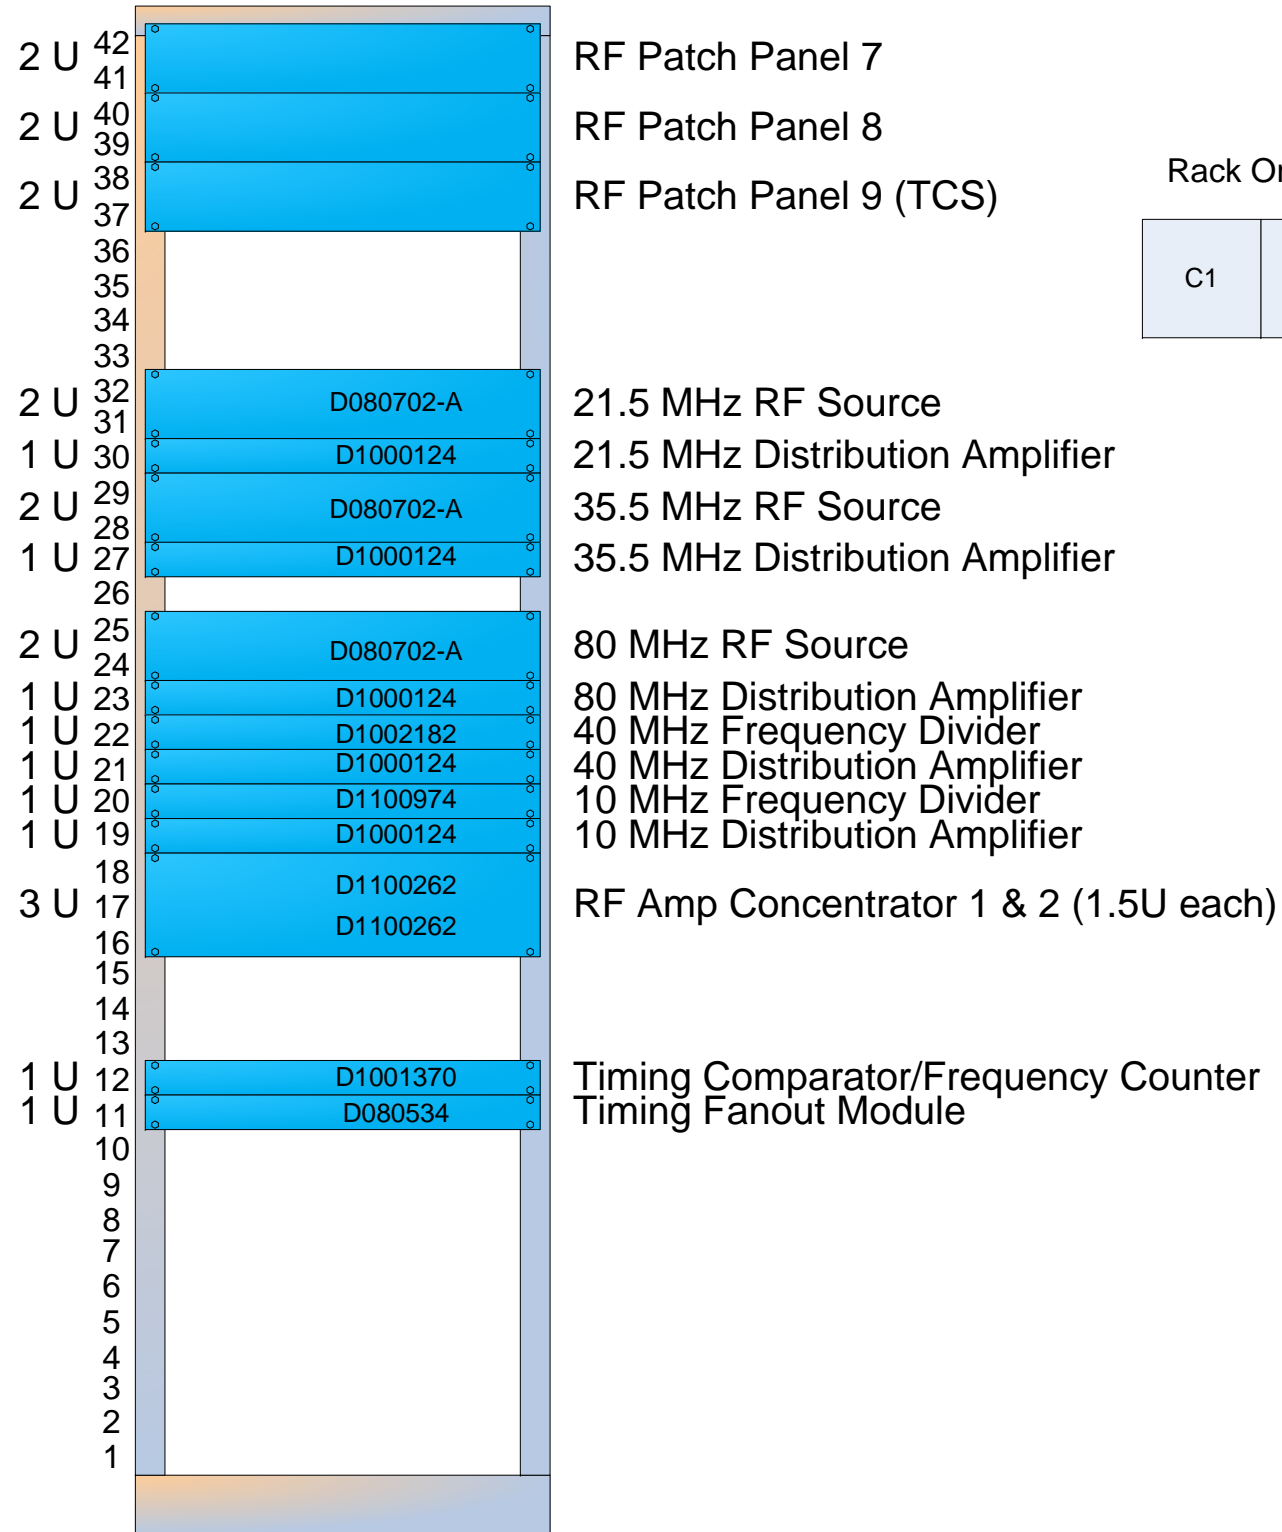 2 U 42 RF Patch Panel 7
41
2 U 40 RF Patch Panel 8
39
2 U 38 RF Patch Panel 9 (TCS)
37
36
35
34
33
2 U 32 D080702-A 21.5 MHz RF Source
31
1 U 30 D1000124 21.5 MHz Distribution Amplifier
2 U 29 D080702-A 35.5 MHz RF Source
28
1 U 27 D1000124 35.5 MHz Distribution Amplifier
26
2 U 25 D080702-A 80 MHz RF Source
24
1 U 23 D1000124 80 MHz Distribution Amplifier
1 U 22 D1002182 40 MHz Frequency Divider
1 U 21 D1000124 40 MHz Distribution Amplifier
1 U 20 D1100974 10 MHz Frequency Divider
1 U 19 D1000124 10 MHz Distribution Amplifier
18 D1100262
3 U 17 RF Amp Concentrator 1 & 2 (1.5U each)
D1100262
16
15
14
13
1 U 12 D1001370 Timing Comparator/Frequency Counter
1 U 11 D080534 Timing Fanout Module
10
9
8
7
6
5
4
3
2
1
Rack
C1